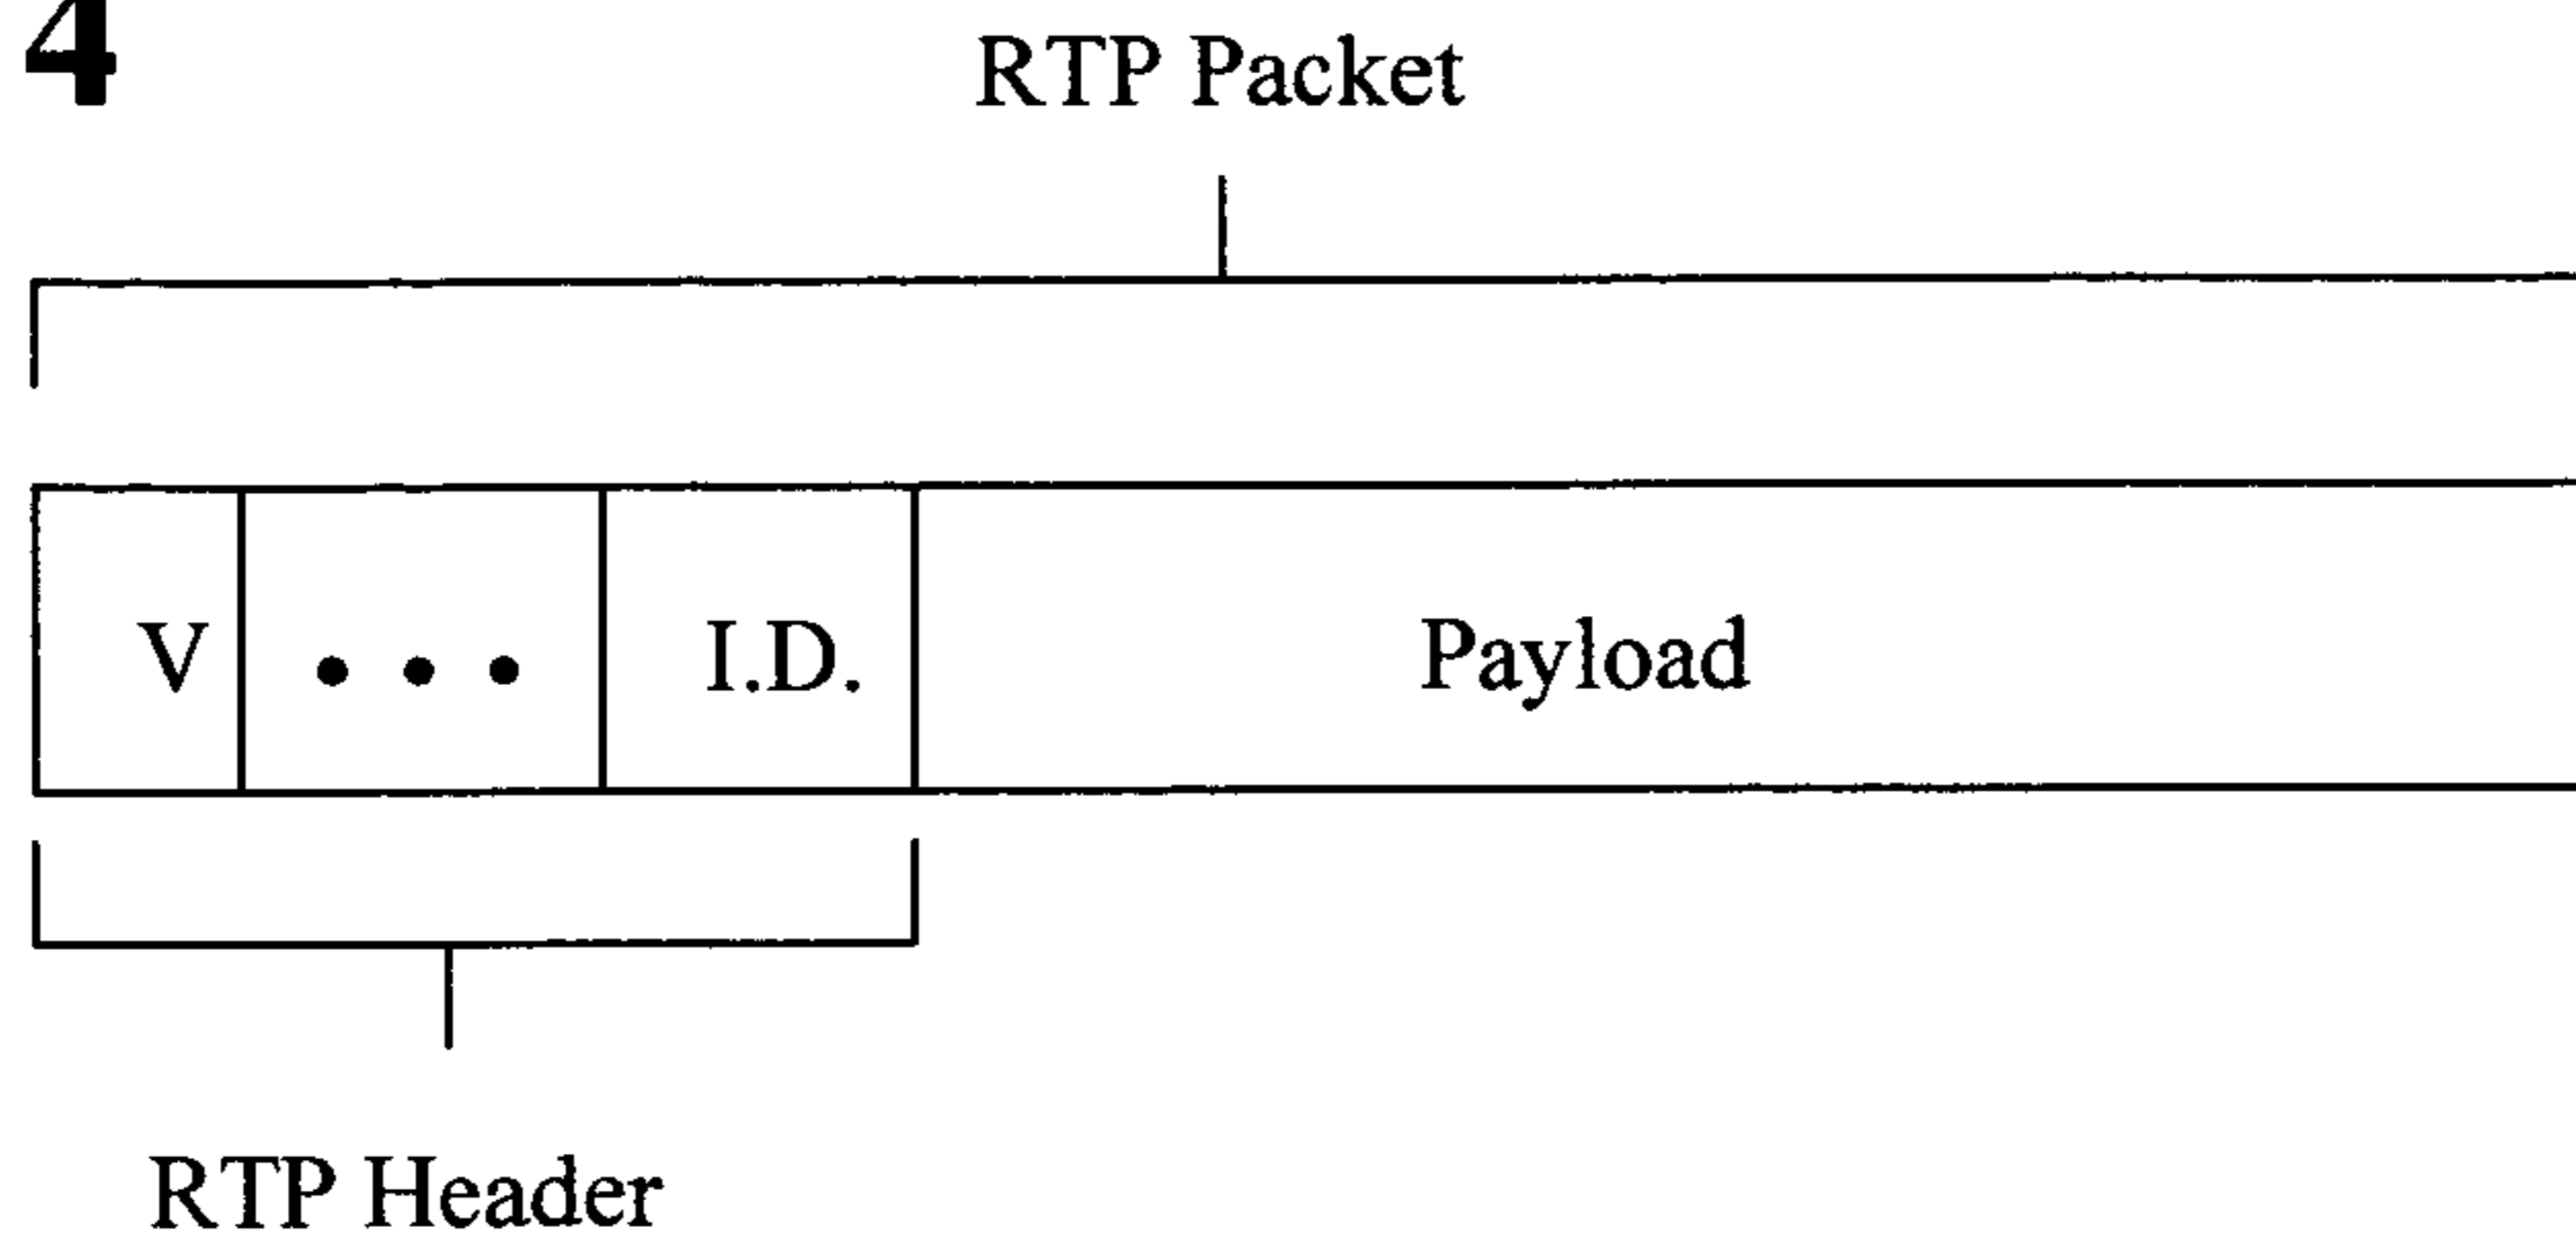 4
RTP Packet
V ••• I.D. Payload
RTP Header